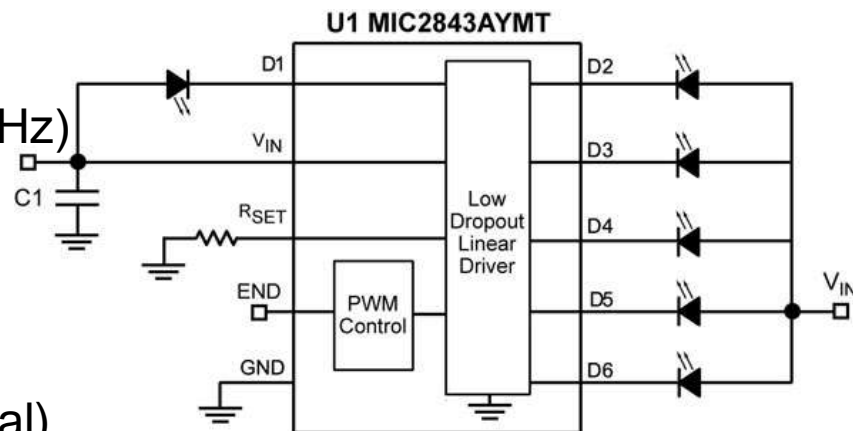 U1 MIC2843AYMT
D1
D2
Hz)
VIN
D3
C1
RSET
Low
Dropout
Linear
Driver
D4
END
PWM
Control
D5
VIN
GND
D6
al)